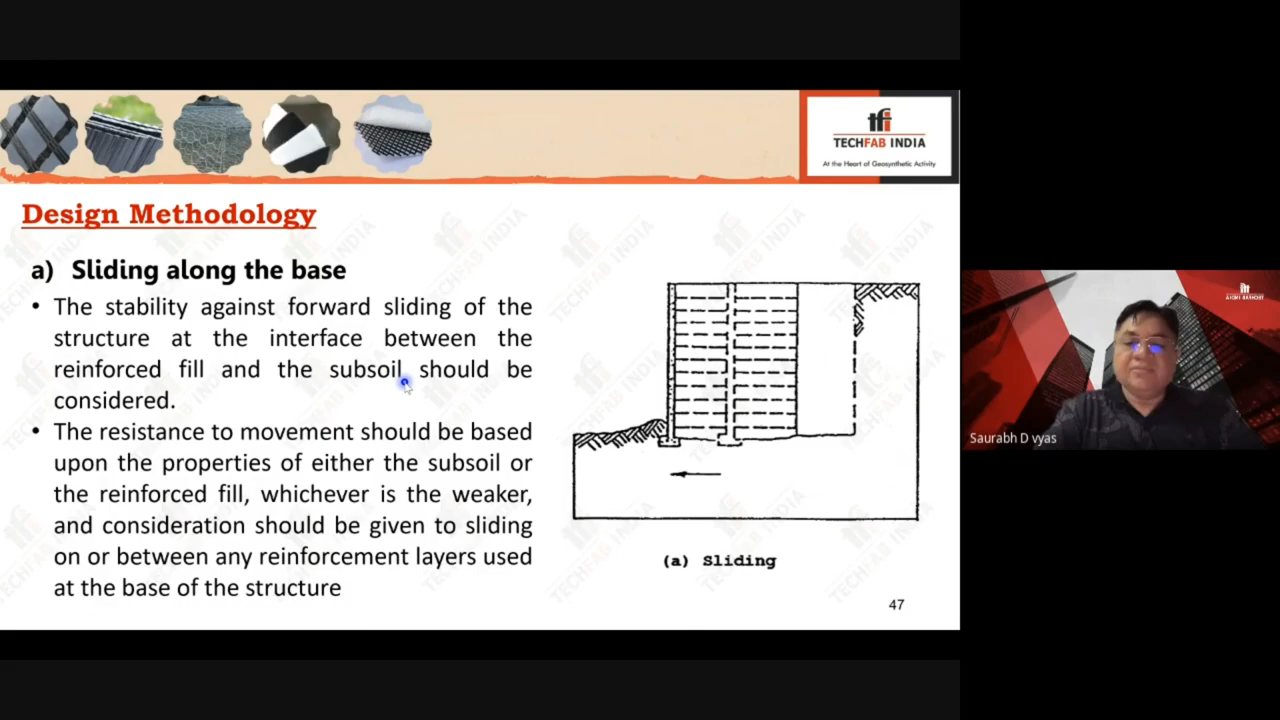 tfi
TECHFAB INDIA
At the Heart of Geosynthetic Activity
Design Methodology
a) Sliding along the base
• The stability against forward sliding of the
structure at the interface between the
reinforced fill and the subsoil should be
considered.
• The resistance to movement should be based
upon the properties of either the subsoil or
the reinforced fill, whichever is the weaker,
and consideration should be given to sliding
on or between any reinforcement layers used
at the base of the structure
(a) Sliding
47
Saurabh D vyas